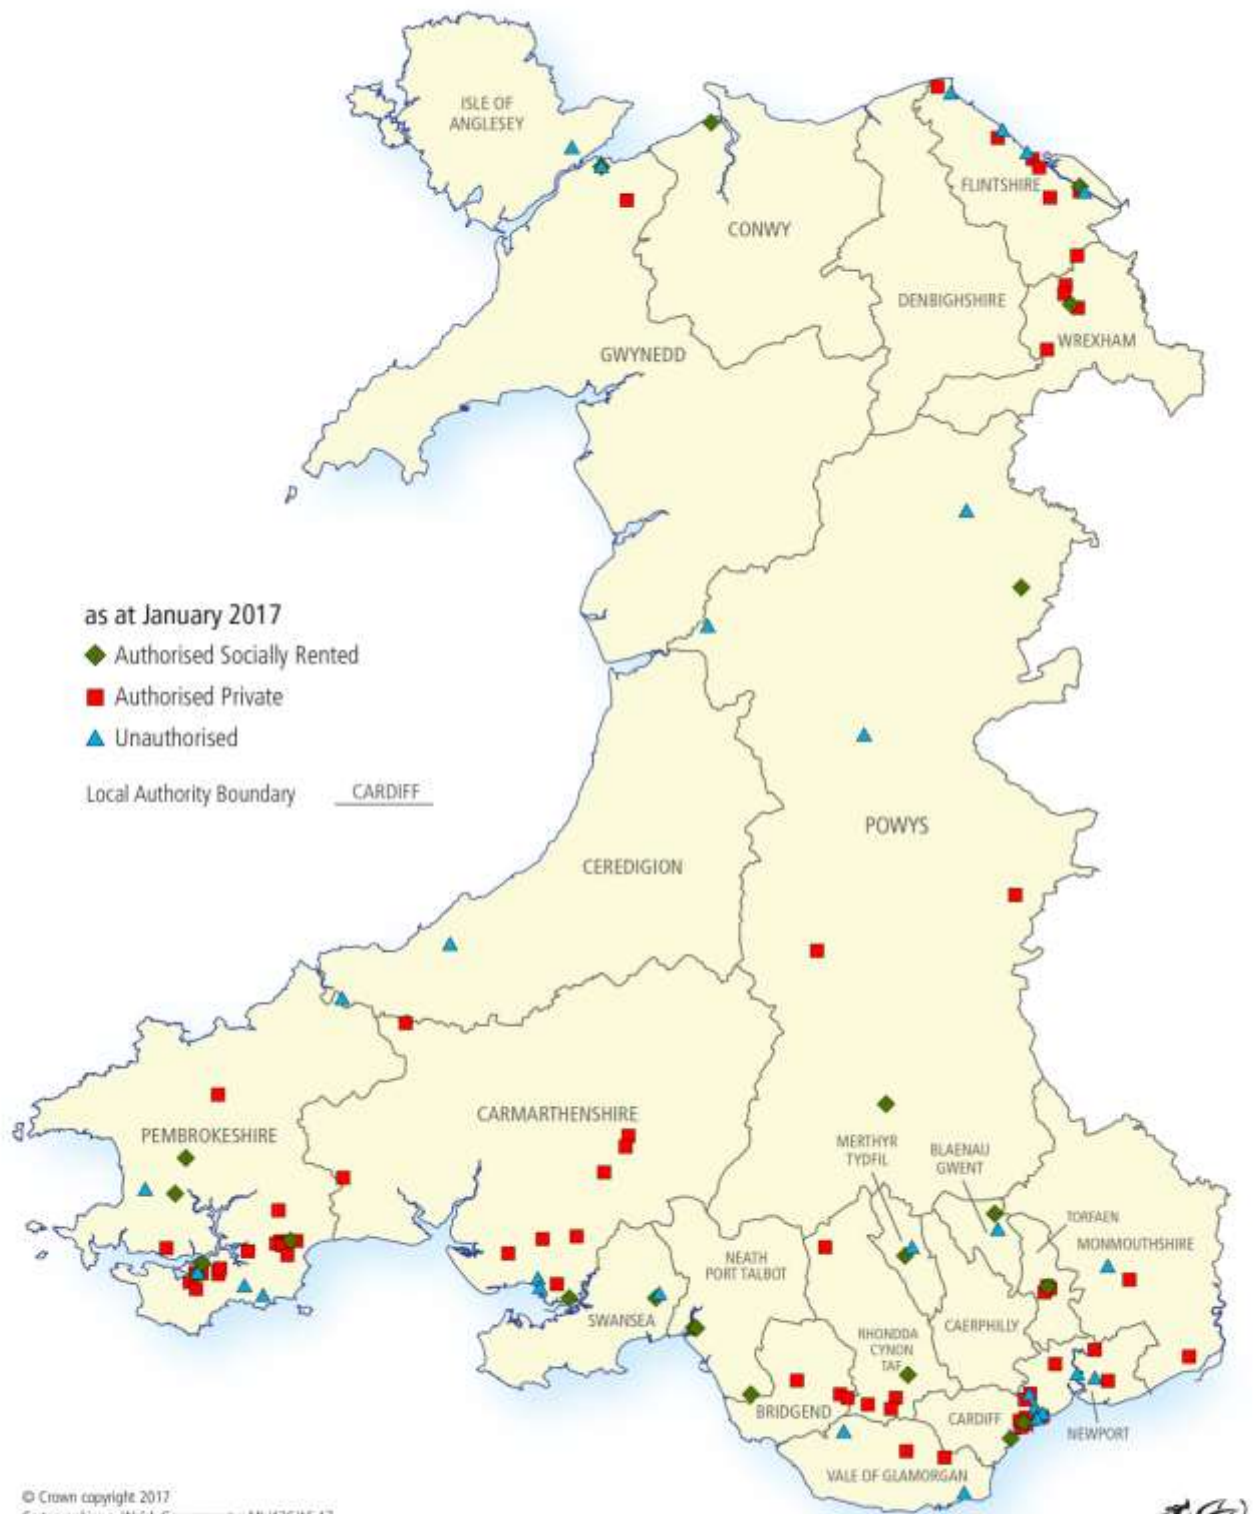 ISLE OF
ANGLESEY
FLINTSHIRE
CONWY
DENBIGHSHIRE
WREXHAM
GWYNEDD
as at January 2017
Authorised Socially Rented
Authorised Private
Unauthorised
Local Authority Boundary CARDIFF
POWYS
CEREDIGION
CARMARTHENSHIRE
PEMBROKESHIRE
MERTHYR
TYDFIL
BLAENAU
GWENT
TORFAEN
MONMOUTHSHIRE
NEATH
PORT TALBOT
SWANSEA
CAERPHILLY
RHONDDA
CYNON
TAF
BRIDGEND
CARDIFF
NEWPORT
VALE OF GLAMORGAN
© Crown copyright 2017